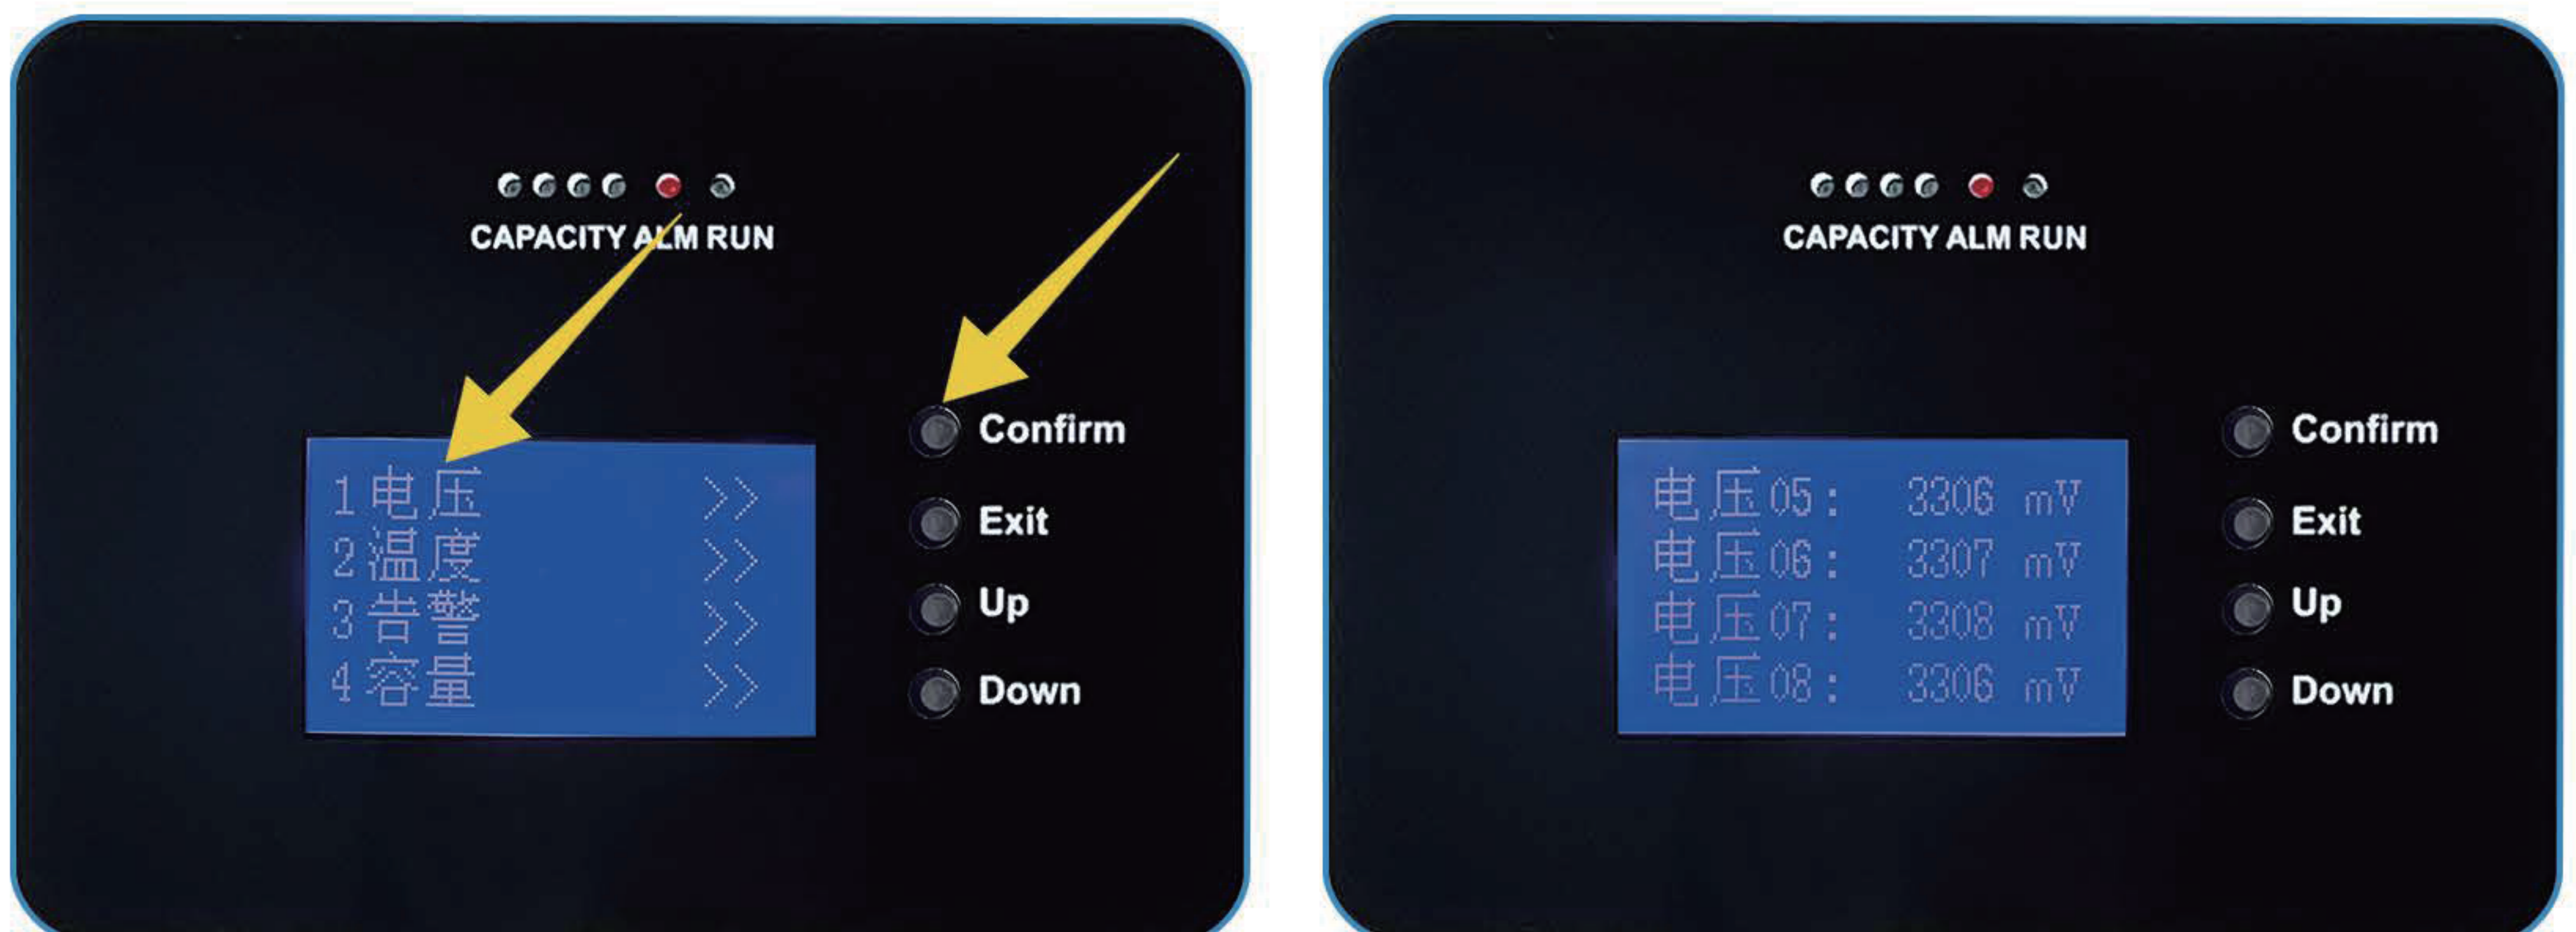 CAPACITY ALM RUN
1电压 >>
2温度 >>
3告警 >>
4容量 >>
Confirm
Exit
Up
Down
CAPACITY ALM RUN
电压05: 3306 mV
电压06: 3307 mV
电压07: 3308 mV
电压08: 3306 mV
Confirm
Exit
Up
Down